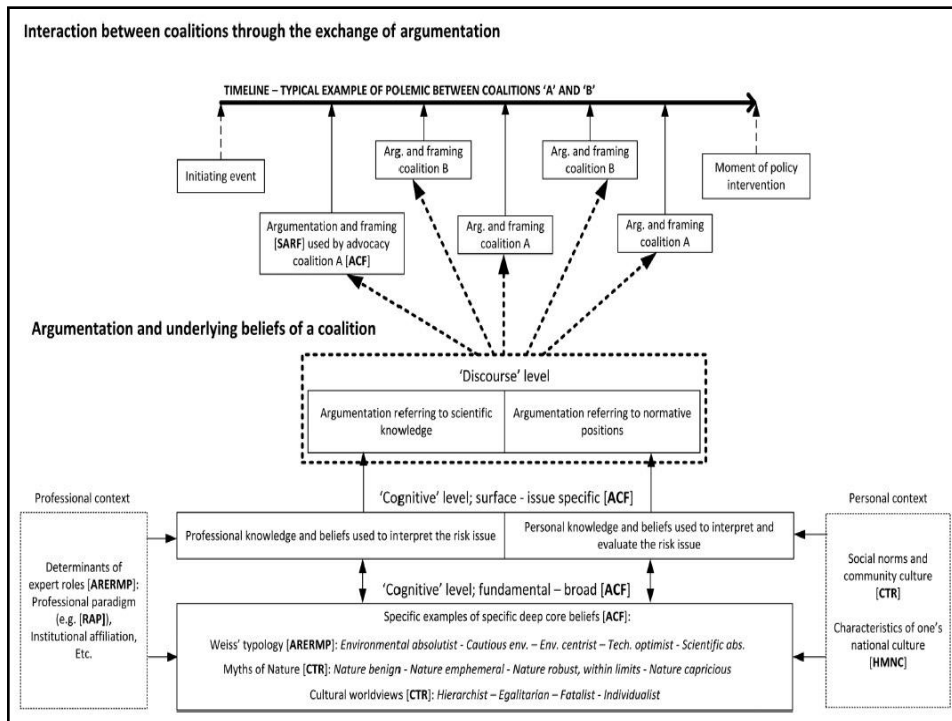 Interaction between coalitions through the exchange of argumentation
TIMELINE – TYPICAL EXAMPLE OF POLEMIC BETWEEN COALITIONS ‘A’ AND ‘B’
Initiating event
Argumentation and framing
[SARF] used by advocacy
coalition A [ACF]
Arg. and framing
coalition B
Arg. and framing
coalition A
Arg. and framing
coalition B
Arg. and framing
coalition A
Moment of policy
intervention
Argumentation and underlying beliefs of a coalition
‘Discourse’ level
Argumentation referring to scientific
knowledge
Argumentation referring to normative
positions
Professional context
‘Cognitive’ level; surface - issue specific [ACF]
Personal context
Professional knowledge and beliefs used to interpret the risk issue
Personal knowledge and beliefs used to interpret and
evaluate the risk issue
Determinants of
expert roles [ARERMP]:
Professional paradigm
(e.g. [RAP]),
Institutional affiliation,
Etc.
Social norms and
community culture
[CTR]
Characteristics of one’s
national culture
[HMNC]
‘Cognitive’ level; fundamental – broad [ACF]
Specific examples of specific deep core beliefs [ACF]:
Weiss’ typology [ARERMP]: Environmental absolutist - Cautious env. – Env. centrist – Tech. optimist - Scientific abs.
Myths of Nature [CTR]: Nature benign - Nature emphemeral - Nature robust, within limits - Nature capricious
Cultural worldviews [CTR]: Hierarchist – Egalitarian – Fatalist - Individualist